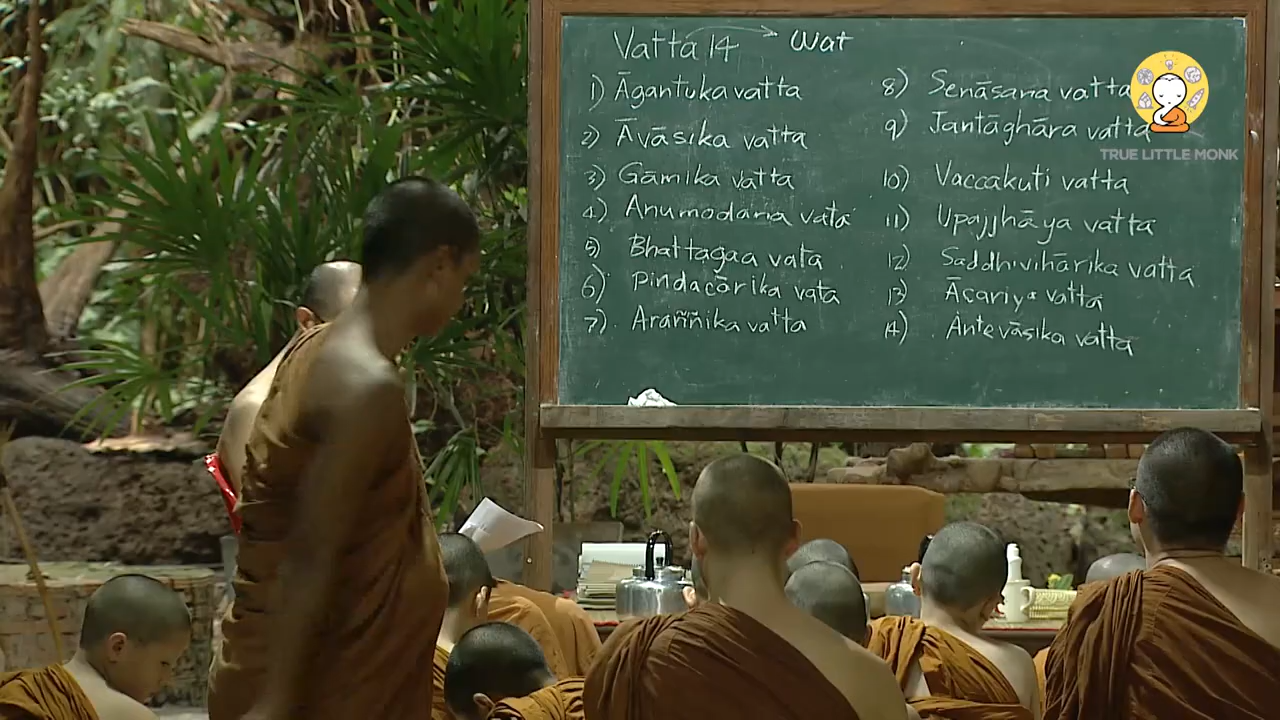 Vatta 14 → Wat
1) Āgantuka vatta
2) Āvāsika vatta
3) Gāmika vatta
4) Anumodana vata
5) Bhattagaa vata
6) Pindacārika vata
7) Araññika vatta
8) Senāsana vatta
9) Jantāghāra vatta
10) Vaccakuti vatta
11) Upajjhāya vatta
12) Saddhivihārika vatta
13) Ācariya vatta
14) Antevāsika vatta
TRUE LITTLE MONK